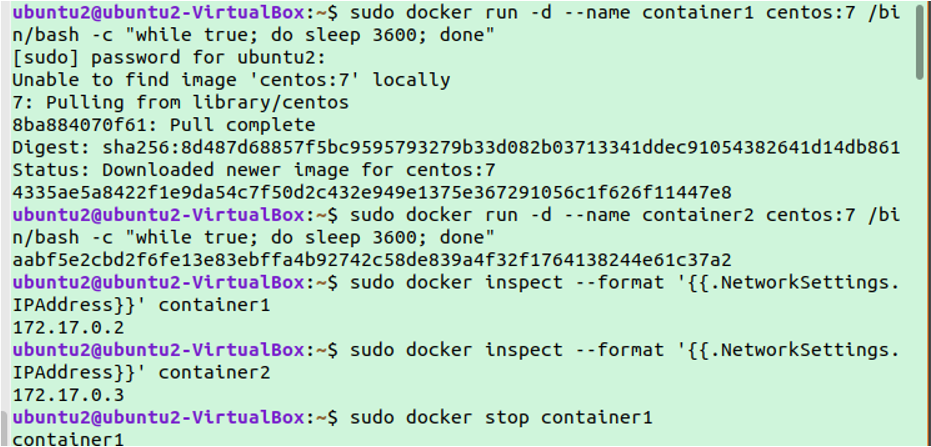 ubuntu2@ubuntu2-VirtualBox:~$ sudo docker run -d --name container1 centos:7 /bi
n/bash -c "while true; do sleep 3600; done"
[sudo] password for ubuntu2:
Unable to find image 'centos:7' locally
7: Pulling from library/centos
8ba884070f61: Pull complete
Digest: sha256:8d487d68857f5bc9595793279b33d082b03713341ddec91054382641d14db861
Status: Downloaded newer image for centos:7
4335ae5a8422f1e9da54c7f50d2c432e949e1375e367291056c1f626f11447e8
ubuntu2@ubuntu2-VirtualBox:~$ sudo docker run -d --name container2 centos:7 /bi
n/bash -c "while true; do sleep 3600; done"
aabf5e2cbd2f6fe13e83ebffa4b92742c58de839a4f32f1764138244e61c37a2
ubuntu2@ubuntu2-VirtualBox:~$ sudo docker inspect --format '{{.NetworkSettings.
IPAddress}}' container1
172.17.0.2
ubuntu2@ubuntu2-VirtualBox:~$ sudo docker inspect --format '{{.NetworkSettings.
IPAddress}}' container2
172.17.0.3
ubuntu2@ubuntu2-VirtualBox:~$ sudo docker stop container1
container1